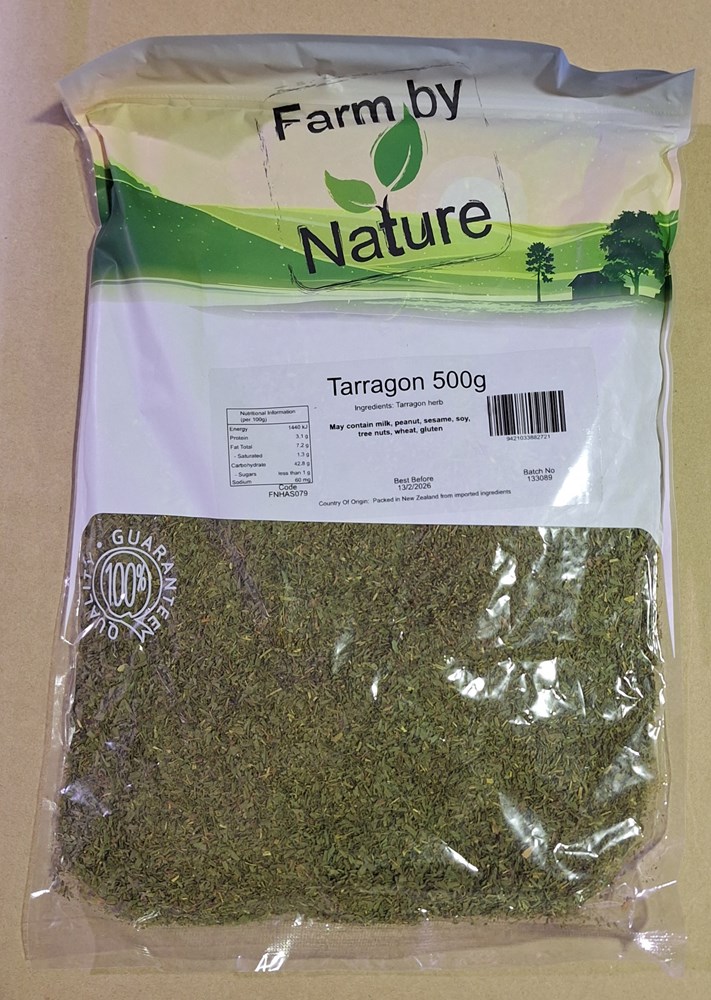 Farm by
Nature
Tarragon 500g
Ingredients: Tarragon herb
May contain milk, peanut, sesame, soy,
tree nuts, wheat, gluten
9421033882721
Nutritional Information
(per 100g)
Energy 1440 kJ
Protein 3.1 g
Fat Total 7.2 g
- Saturated 1.3 g
Carbohydrate 42.8 g
- Sugars less than 1 g
Sodium 60 mg
Code
FNHAS079
Best Before
13/2/2026
Batch No
133089
Country Of Origin: Packed in New Zealand from imported ingredients
QUALITY • GUARANTEE
100%